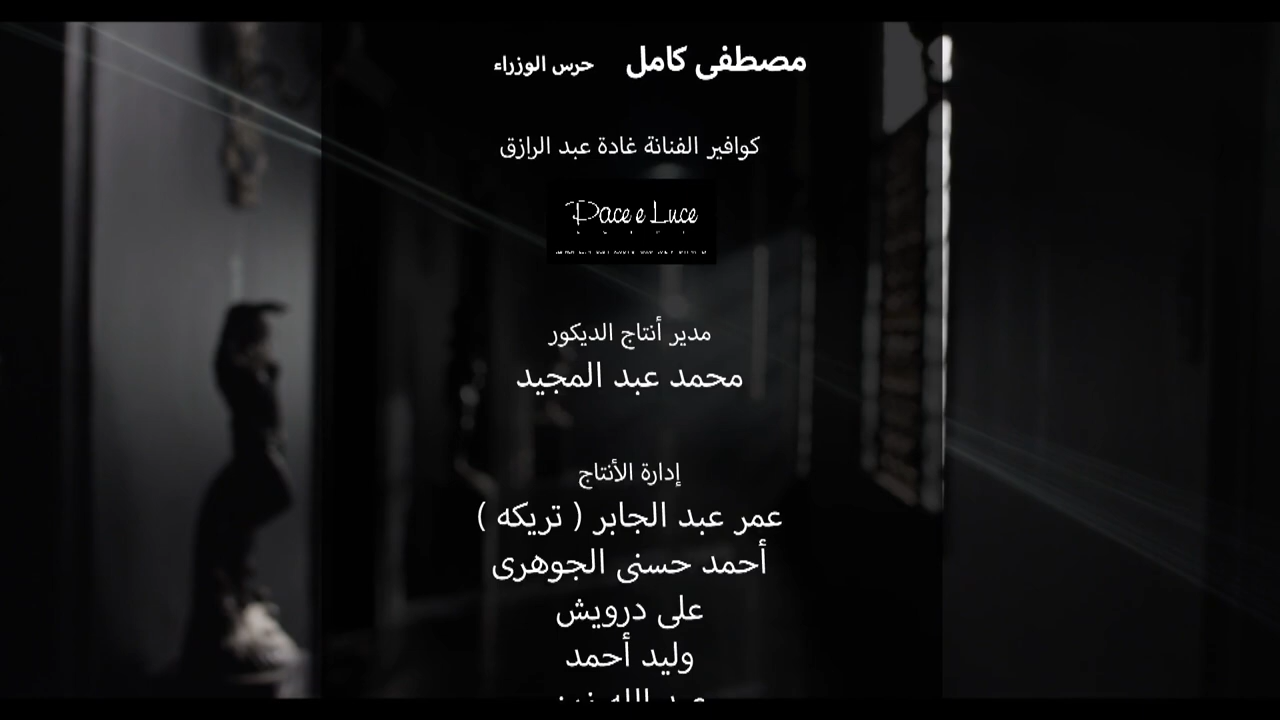 مصطفى كامل حرس الوزراء
كوافير الفنانة غادة عبد الرازق
Pace e Luce
مدير أنتاج الديكور
محمد عبد المجيد
إدارة الأنتاج
عمر عبد الجابر ( تريكه )
أحمد حسنى الجوهرى
على درويش
وليد أحمد